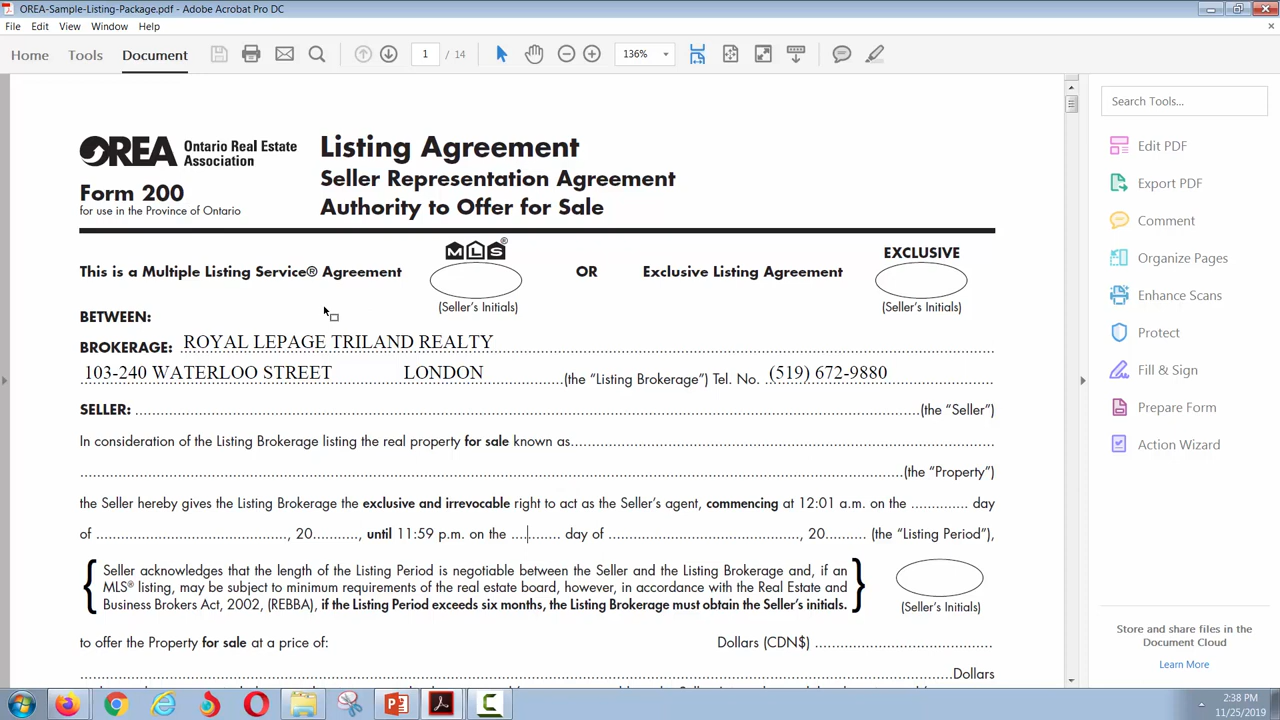 OREA-Sample-Listing-Package.pdf - Adobe Acrobat Pro DC
File Edit View Window Help
Home Tools Document 1 / 14 136%
Search Tools...
Edit PDF
Export PDF
Comment
Organize Pages
Enhance Scans
Protect
Fill & Sign
Prepare Form
Action Wizard
Store and share files in the
Document Cloud
Learn More
OREA Ontario Real Estate
Association
Form 200
for use in the Province of Ontario
Listing Agreement
Seller Representation Agreement
Authority to Offer for Sale
MLS® EXCLUSIVE
This is a Multiple Listing Service® Agreement OR Exclusive Listing Agreement
(Seller's Initials) (Seller's Initials)
BETWEEN:
BROKERAGE: ROYAL LEPAGE TRILAND REALTY
103-240 WATERLOO STREET LONDON (the “Listing Brokerage”) Tel. No. (519) 672-9880
SELLER: (the “Seller”)
In consideration of the Listing Brokerage listing the real property for sale known as
(the “Property”)
the Seller hereby gives the Listing Brokerage the exclusive and irrevocable right to act as the Seller's agent, commencing at 12:01 a.m. on the .............. day
of ................................................, 20..........., until 11:59 p.m. on the ............ day of ................................................, 20.......... (the “Listing Period”),
Seller acknowledges that the length of the Listing Period is negotiable between the Seller and the Listing Brokerage and, if an
MLS® listing, may be subject to minimum requirements of the real estate board, however, in accordance with the Real Estate and
Business Brokers Act, 2002, (REBBA), if the Listing Period exceeds six months, the Listing Brokerage must obtain the Seller's initials.
(Seller's Initials)
to offer the Property for sale at a price of: Dollars (CDN$)
Dollars
2:38 PM
11/25/2019